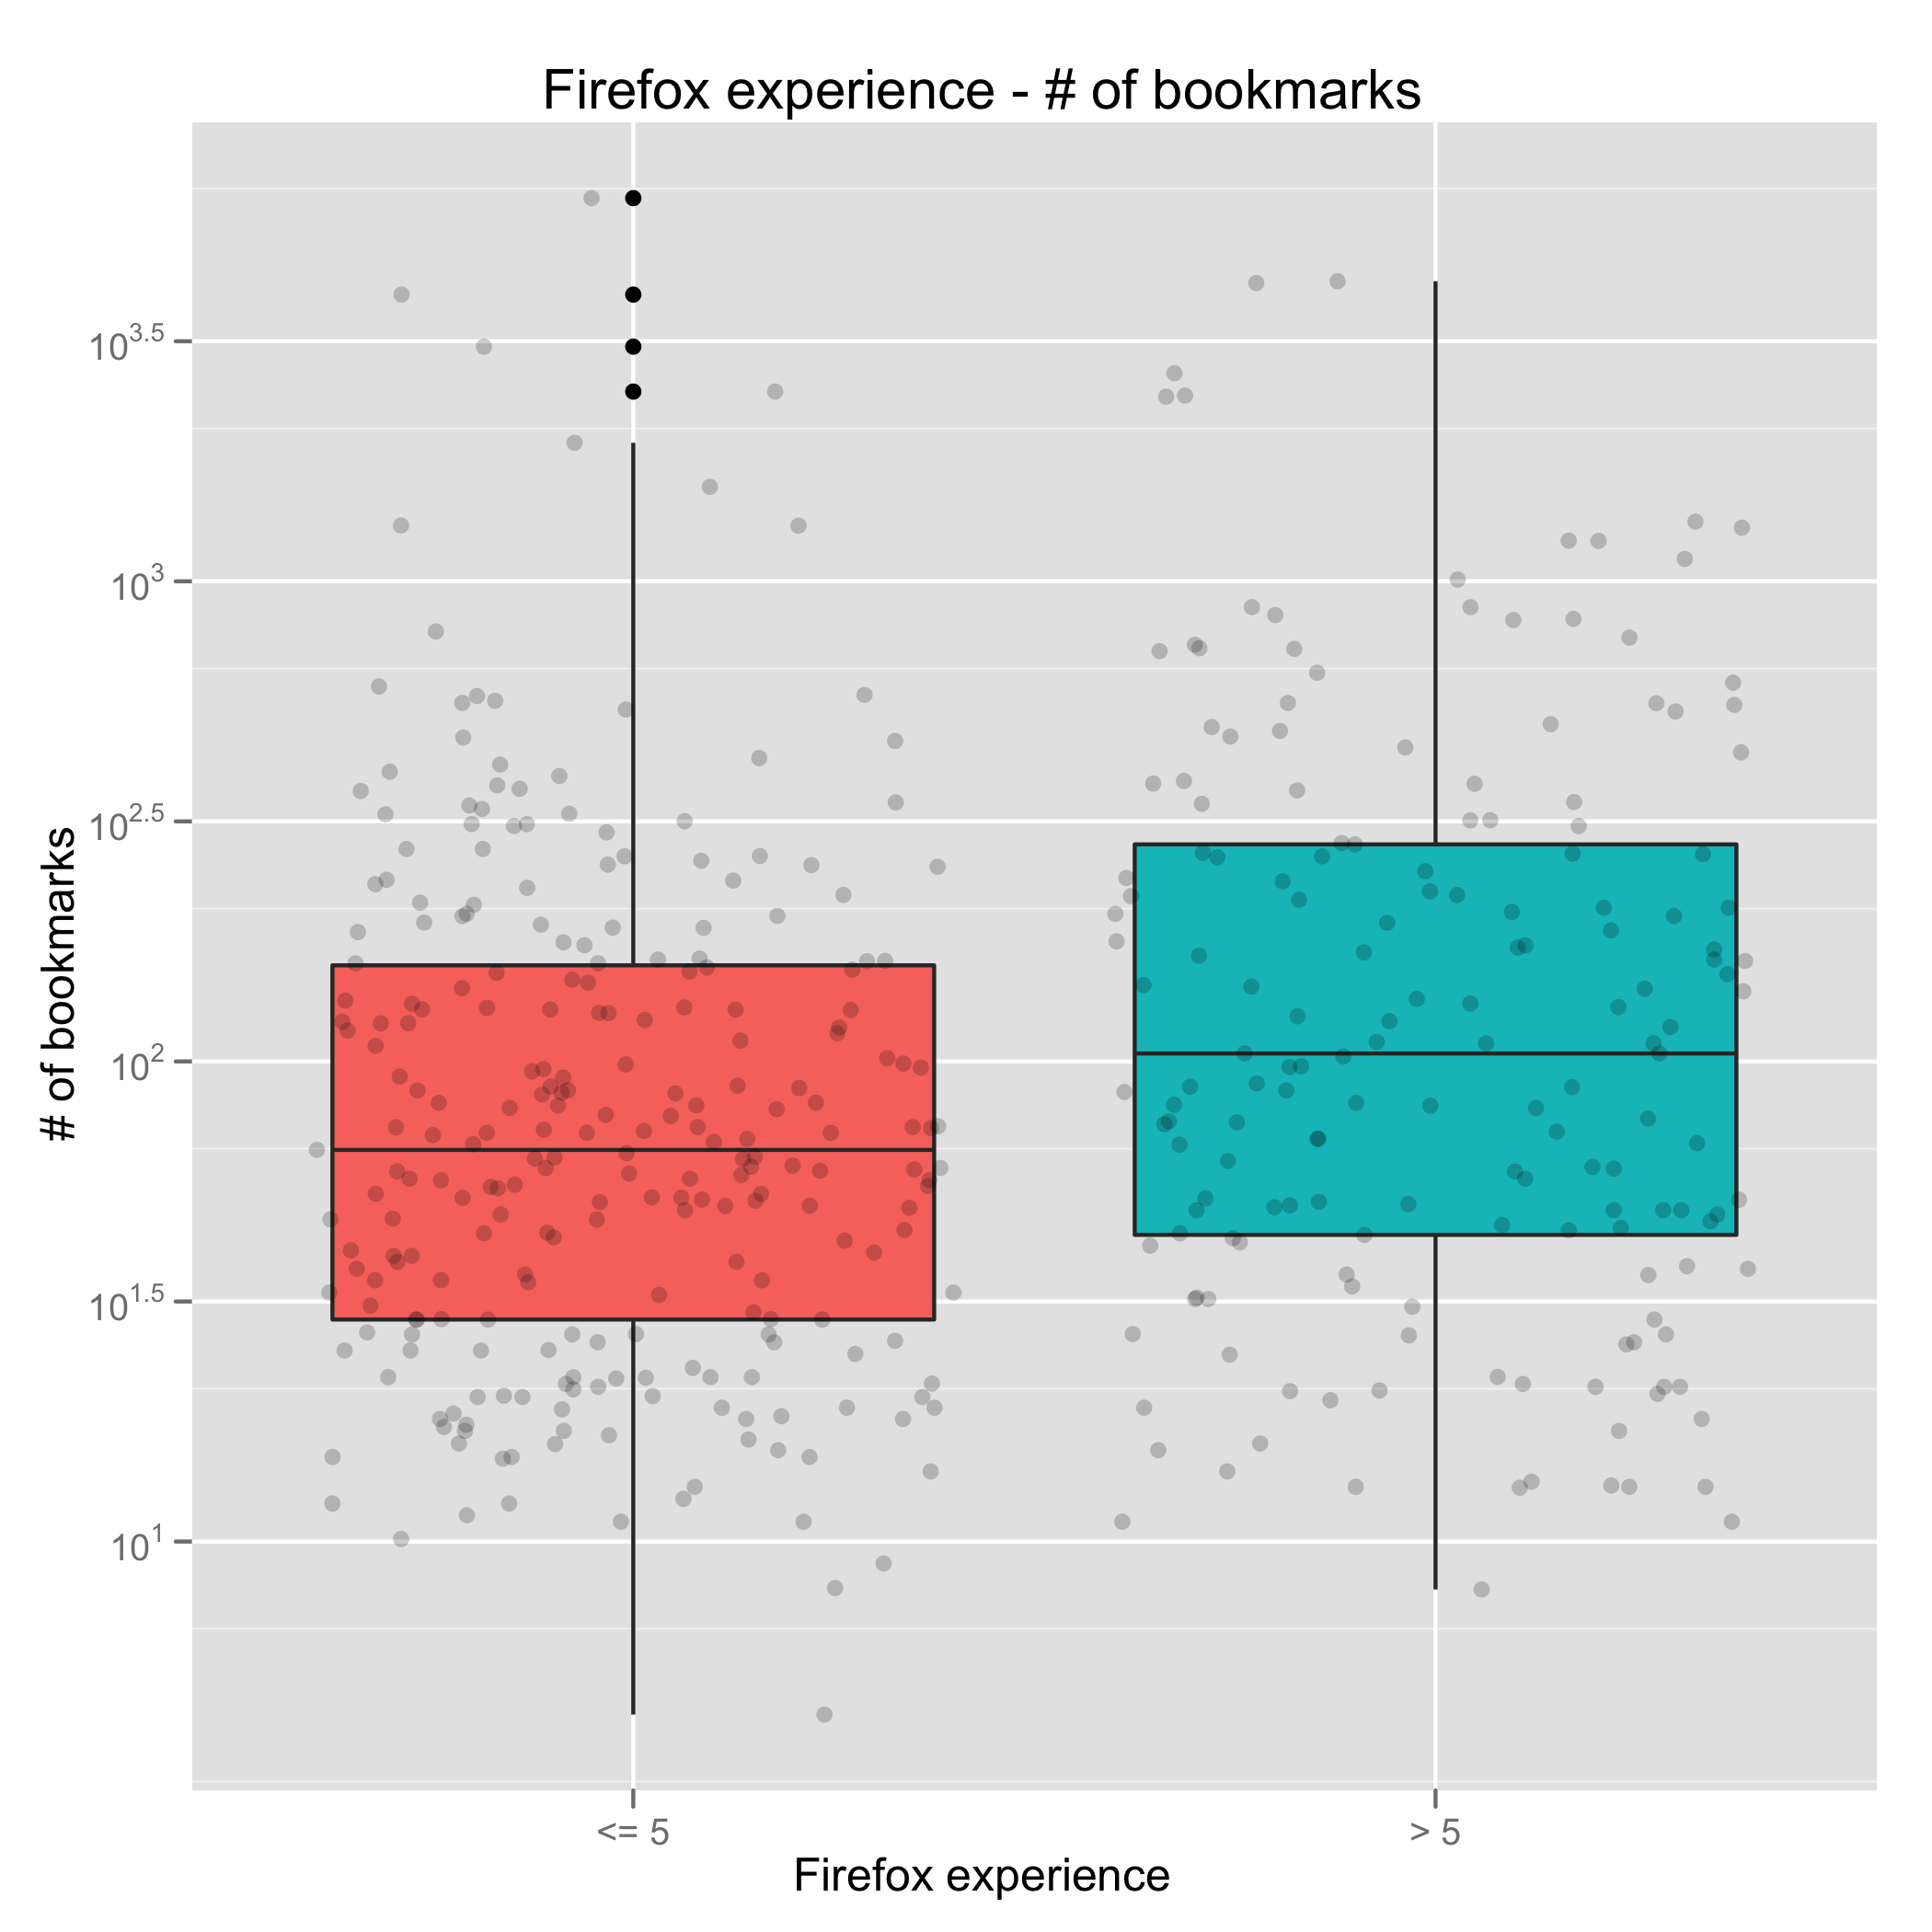 Firefox experience - # of bookmarks
# of bookmarks
10^3.5
10^3
10^2.5
10^2
10^1.5
10^1
<= 5
> 5
Firefox experience